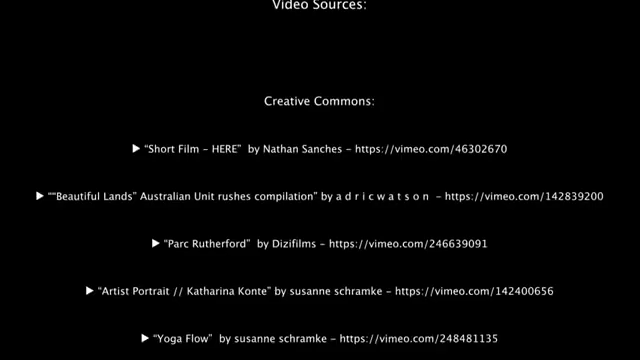 Video Sources:
Creative Commons:
▶ “Short Film – HERE” by Nathan Sanches – https://vimeo.com/46302670
▶ ““Beautiful Lands” Australian Unit rushes compilation” by a d r i c w a t s o n – https://vimeo.com/142839200
▶ “Parc Rutherford” by Dizifilms – https://vimeo.com/246639091
▶ “Artist Portrait // Katharina Konte” by susanne schramke – https://vimeo.com/142400656
▶ “Yoga Flow” by susanne schramke – https://vimeo.com/248481135